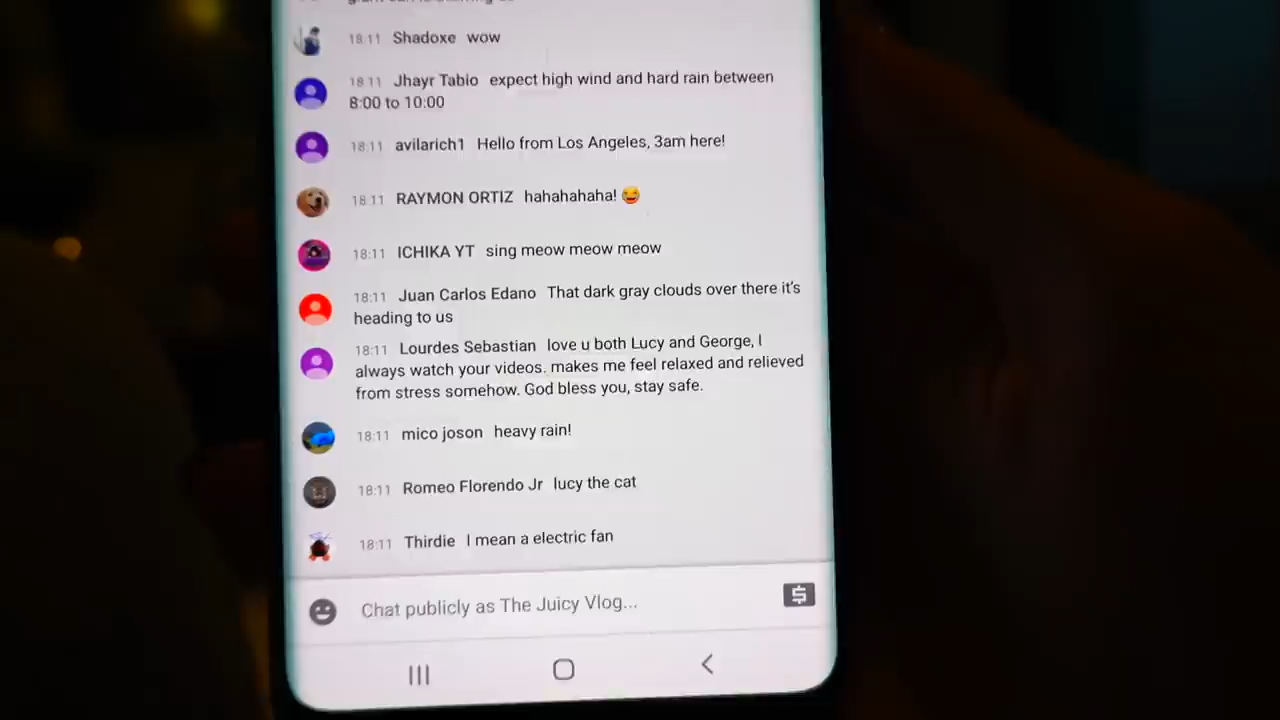 18.11 Shadoxe wow
18.11 Jhayr Tabio expect high wind and hard rain between
8:00 to 10:00
18.11 avilarich1 Hello from Los Angeles, 3am here!
18.11 RAYMON ORTIZ hahahahaha! 😆
18:11 ICHIKA YT sing meow meow meow
18:11 Juan Carlos Edano That dark gray clouds over there it's
heading to us
18:11 Lourdes Sebastian love u both Lucy and George, I
always watch your videos. makes me feel relaxed and relieved
from stress somehow. God bless you, stay safe.
18:11 mico joson heavy rain!
18:11 Romeo Florendo Jr lucy the cat
18:11 Thirdie I mean a electric fan
Chat publicly as The Juicy Vlog...